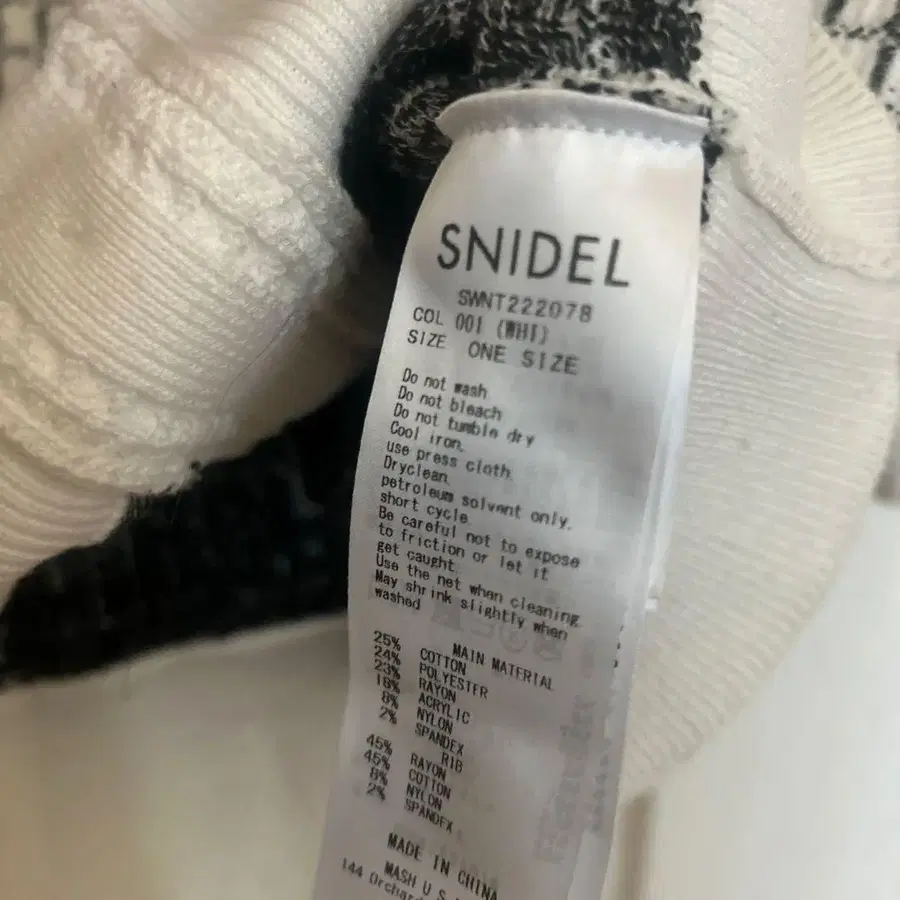 SNIDEL
SWNT222078
COL 001 (WHT)
SIZE ONE SIZE
Do not wash
Do not bleach
Do not tumble dry
Cool iron,
use press cloth
Dryclean,
petroleum solvent only,
short cycle
Be careful not to expose
to friction or let it
get caught.
Use the net when cleaning
May shrink slightly when
washed
MAIN MATERIAL
25% COTTON
24% POLYESTER
23% RAYON
18% ACRYLIC
8% NYLON
2% SPANDEX
RIB
45% RAYON
45% COTTON
8% NYLON
2% SPANDEX
MADE IN CHINA
MASH U S
144 Orchard